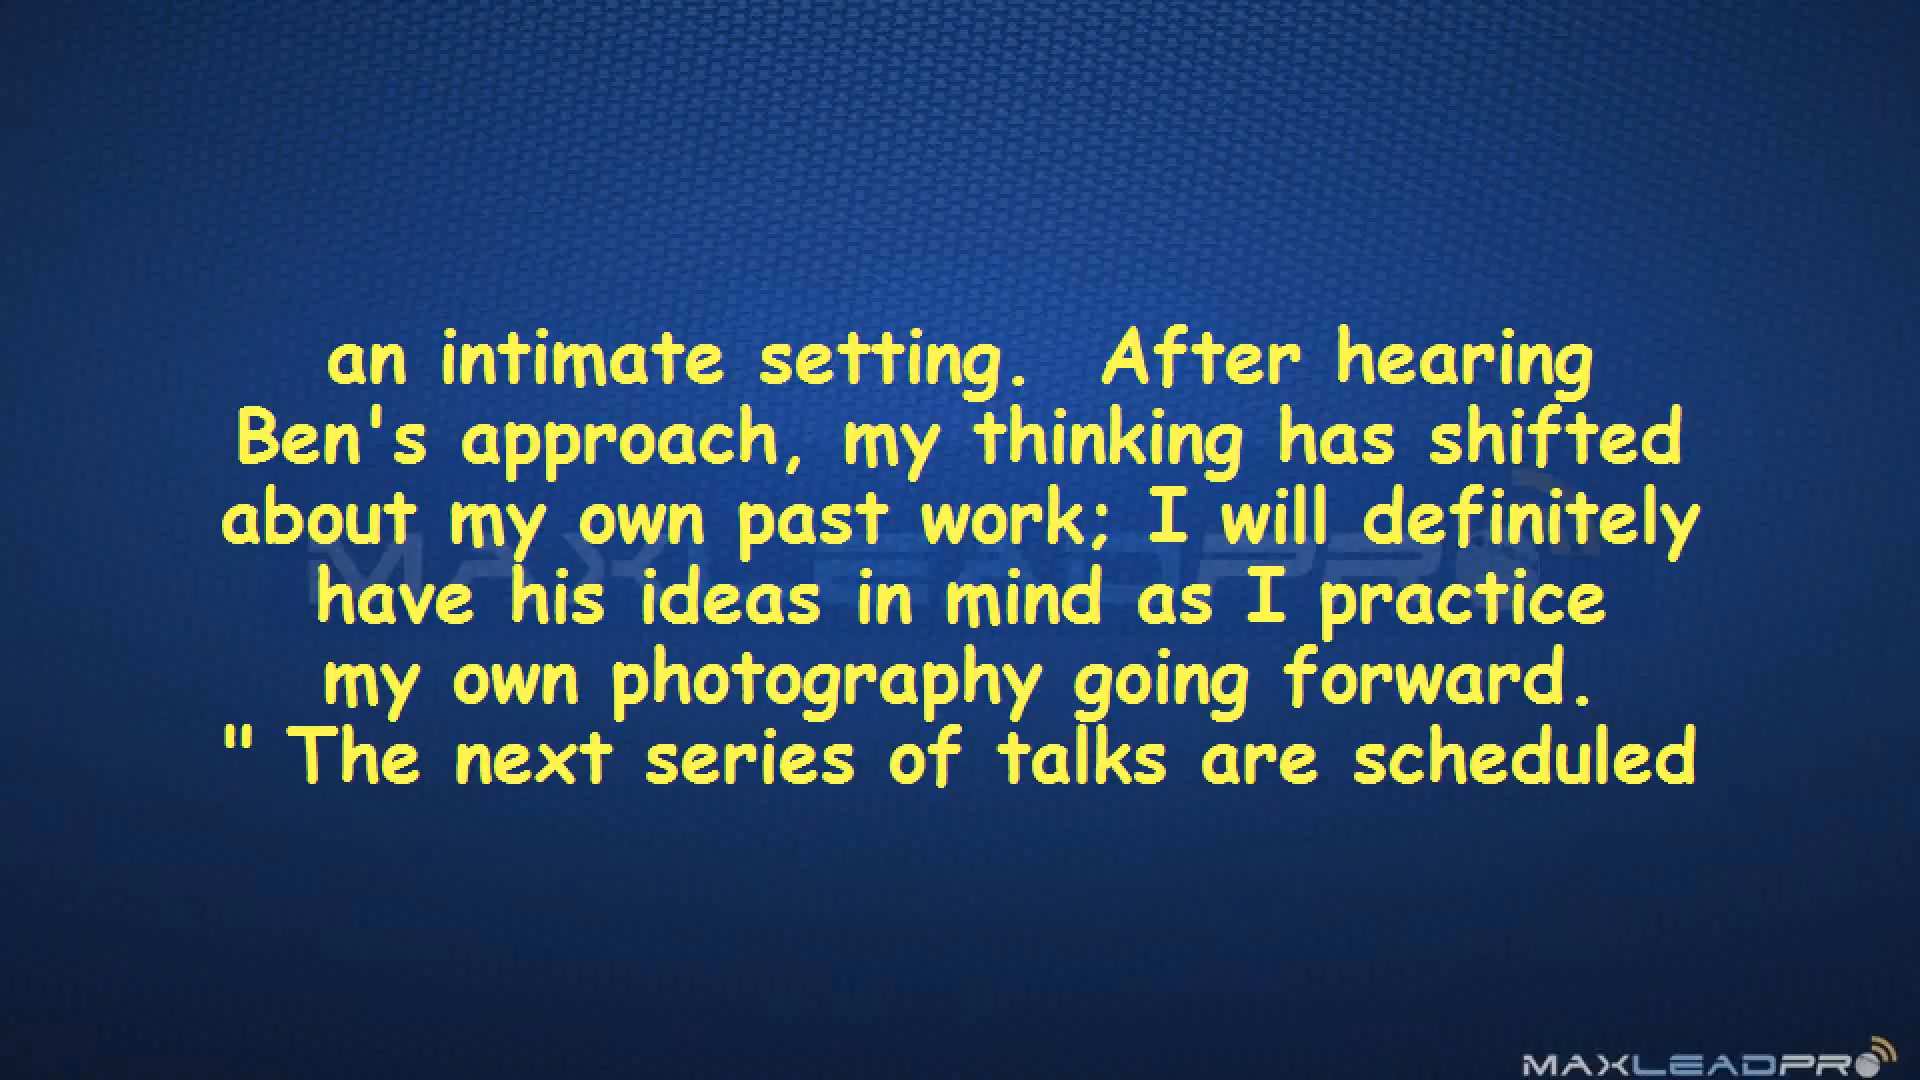 an intimate setting.  After hearing
Ben's approach, my thinking has shifted
about my own past work; I will definitely
have his ideas in mind as I practice
my own photography going forward.
" The next series of talks are scheduled
MAXLEADPRO
MAXLEADPRO